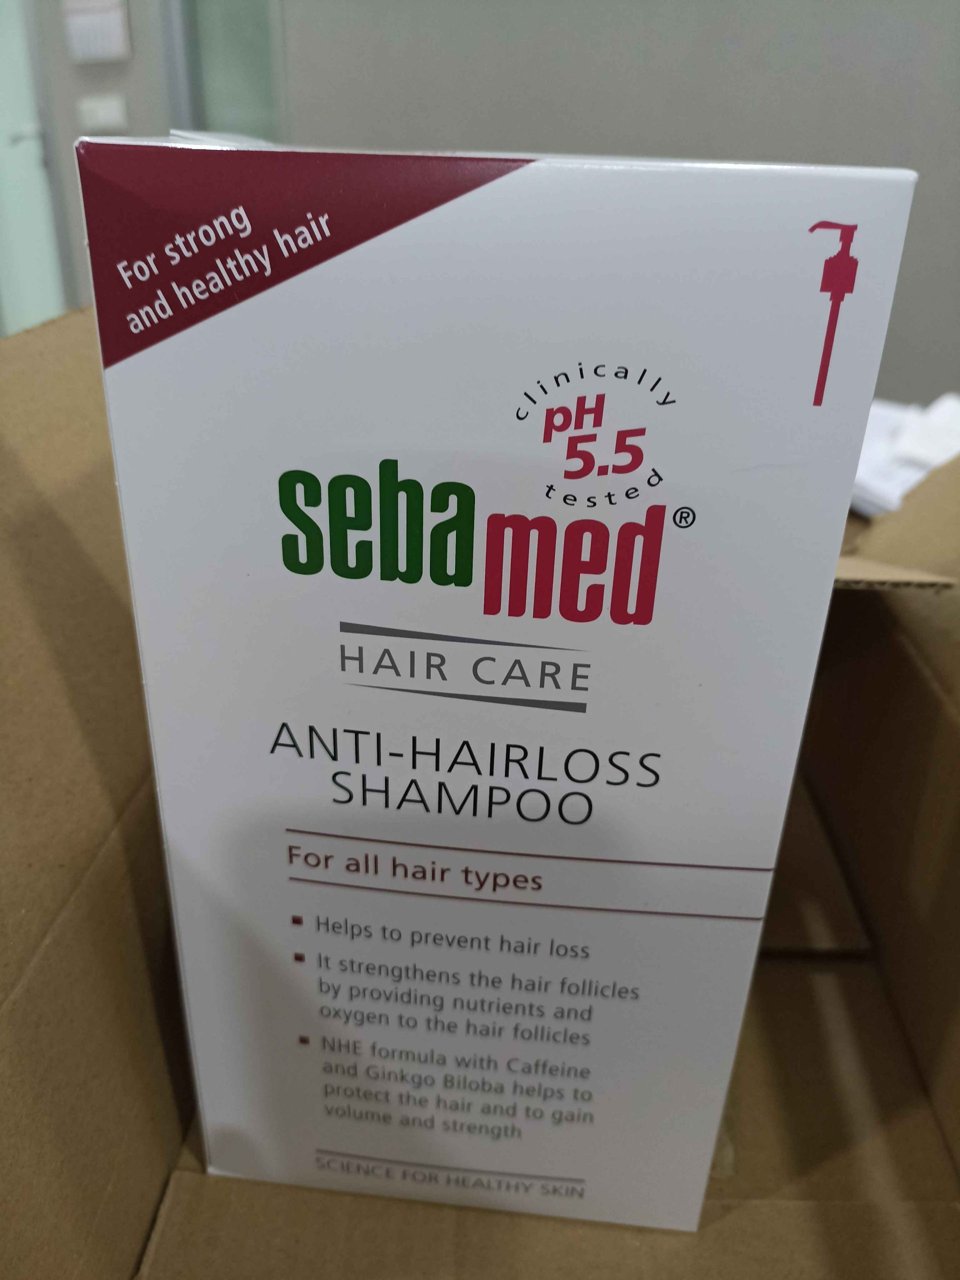 For strong
and healthy hair
clinically
pH
5.5
tested
sebamed®
HAIR CARE
ANTI-HAIRLOSS
SHAMPOO
For all hair types
▪ Helps to prevent hair loss
▪ It strengthens the hair follicles
by providing nutrients and
oxygen to the hair follicles
▪ NHE formula with Caffeine
and Ginkgo Biloba helps to
protect the hair and to gain
volume and strength
SCIENCE FOR HEALTHY SKIN